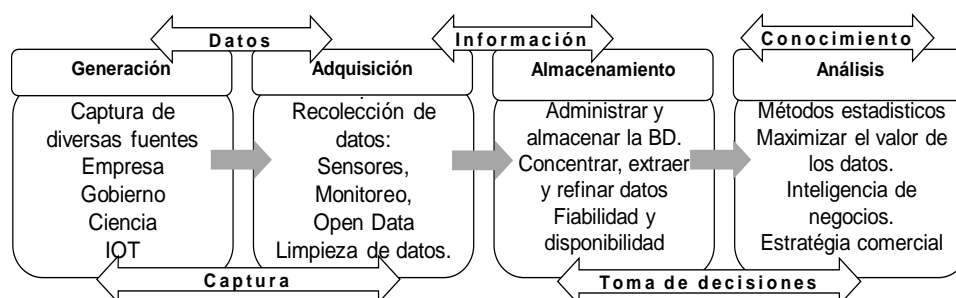 Datos
Información
Conocimiento
Generación
Captura de
diversas fuentes
Empresa
Gobierno
Ciencia
IOT
Adquisición
Recolección de
datos:
Sensores,
Monitoreo,
Open Data
Limpieza de datos.
Almacenamiento
Administrar y
almacenar la BD.
Concentrar, extraer
y refinar datos
Fiabilidad y
disponibilidad
Análisis
Métodos estadisticos
Maximizar el valor de
los datos.
Inteligencia de
negocios.
Estratégia comercial
Captura
Toma de decisiones